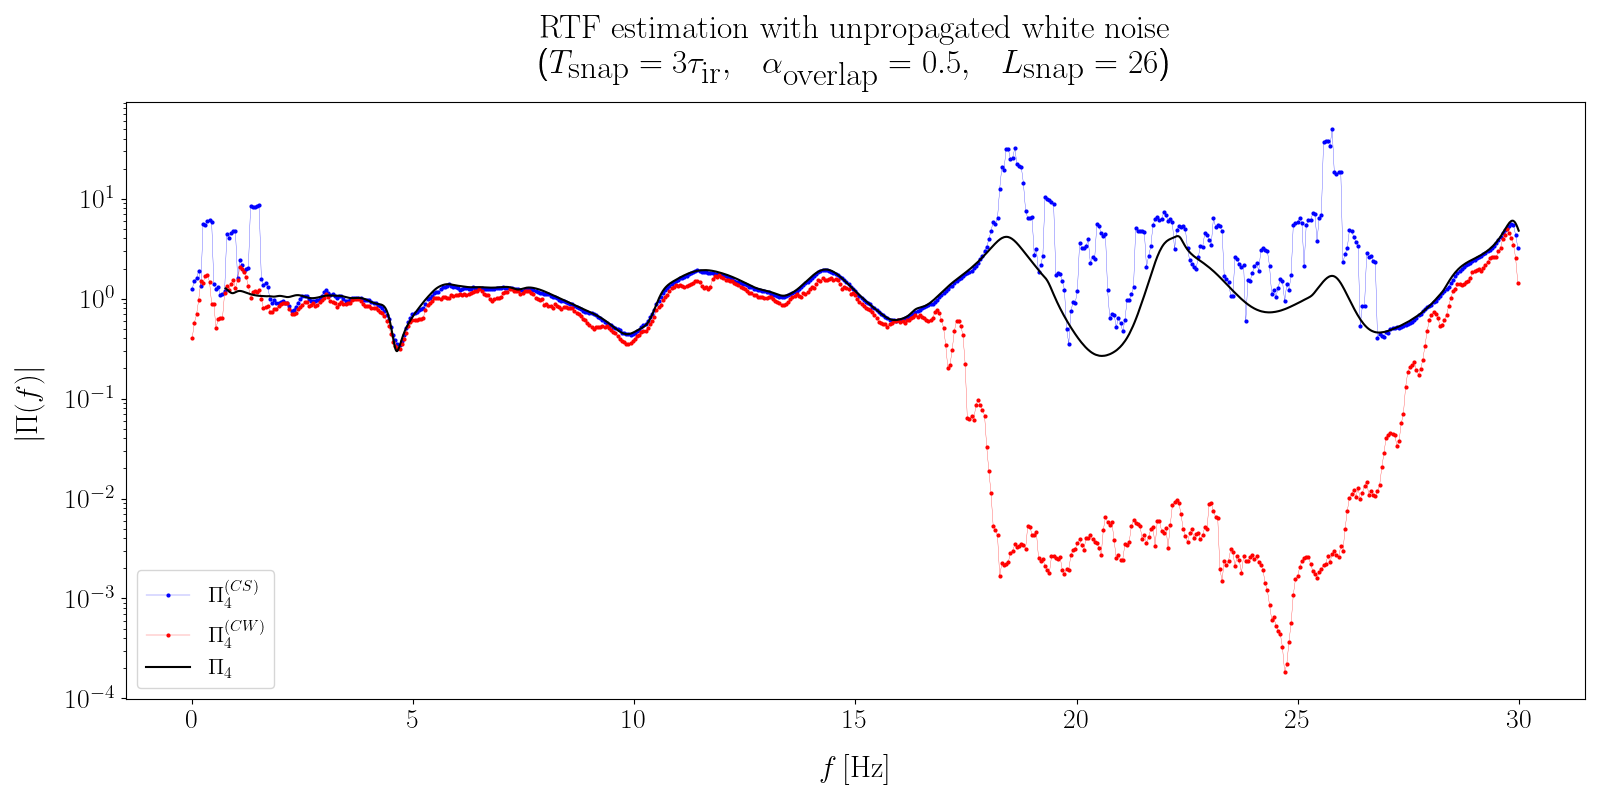 RTF estimation with unpropagated white noise
(T_snap = 3τ_ir, α_overlap = 0.5, L_snap = 26)
|Π(f)|
10^1
10^0
10^−1
10^−2
10^−3
10^−4
Π_4^(CS)
Π_4^(CW)
Π_4
0 5 10 15 20 25 30
f [Hz]